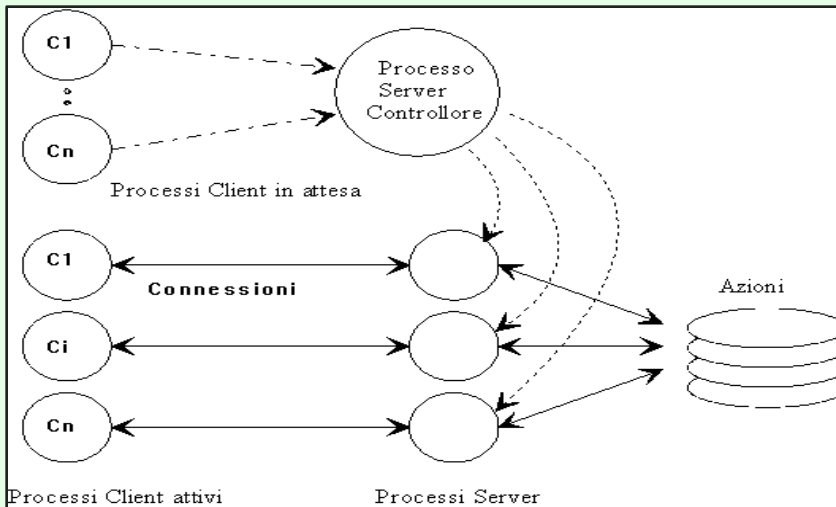 C1
Processo
Server
Controllore
Cn
Processi Client in attesa
C1
Connessioni
Azioni
Ci
Cn
Processi Client attivi
Processi Server